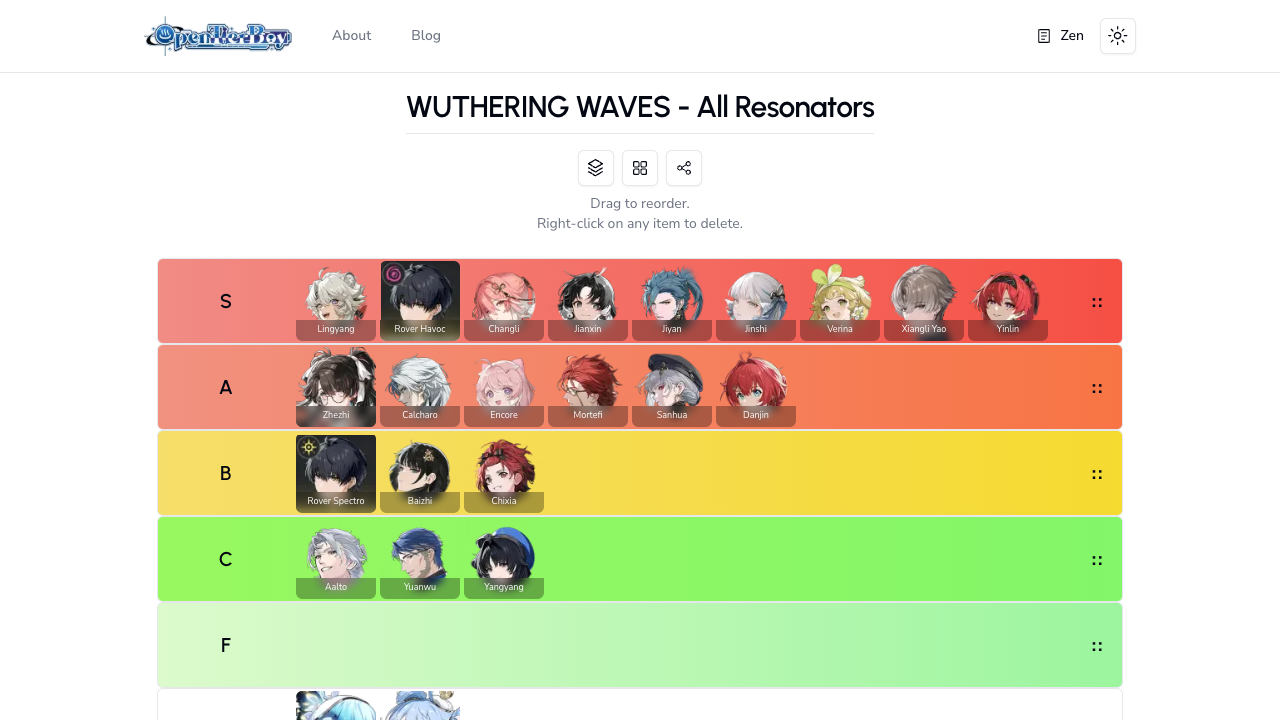 OpenTierBoy
About
Blog
Zen
WUTHERING WAVES - All Resonators
Drag to reorder.
Right-click on any item to delete.
S
Lingyang
Rover Havoc
Changli
Jianxin
Jiyan
Jinshi
Verina
Xiangli Yao
Yinlin
A
Zhezhi
Calcharo
Encore
Mortefi
Sanhua
Danjin
B
Rover Spectro
Baizhi
Chixia
C
Aalto
Yuanwu
Yangyang
F